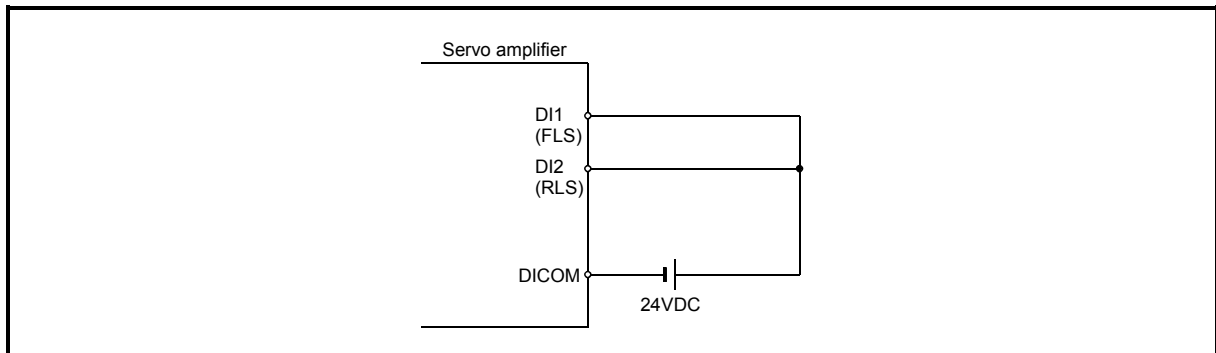 Servo amplifier
DI1
(FLS)
DI2
(RLS)
DICOM
24VDC